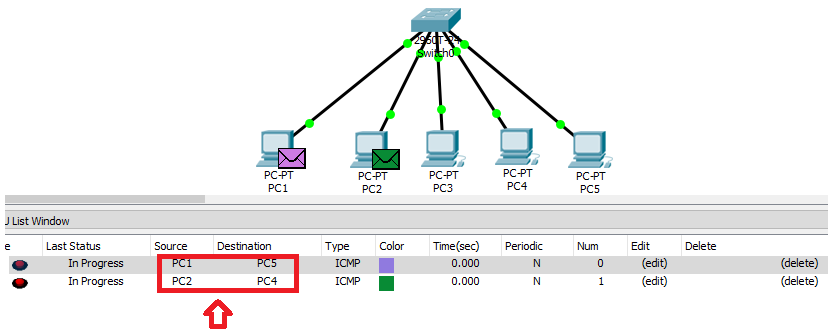 2960T-24
Switch0
PC-PT
PC1
PC-PT
PC2
PC-PT
PC3
PC-PT
PC4
PC-PT
PC5
U List Window
e Last Status Source Destination Type Color Time(sec) Periodic Num Edit Delete
In Progress PC1 PC5 ICMP 0.000 N 0 (edit) (delete)
In Progress PC2 PC4 ICMP 0.000 N 1 (edit) (delete)